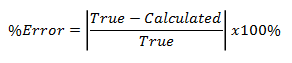 %Error = |True − Calculated / True| x100%